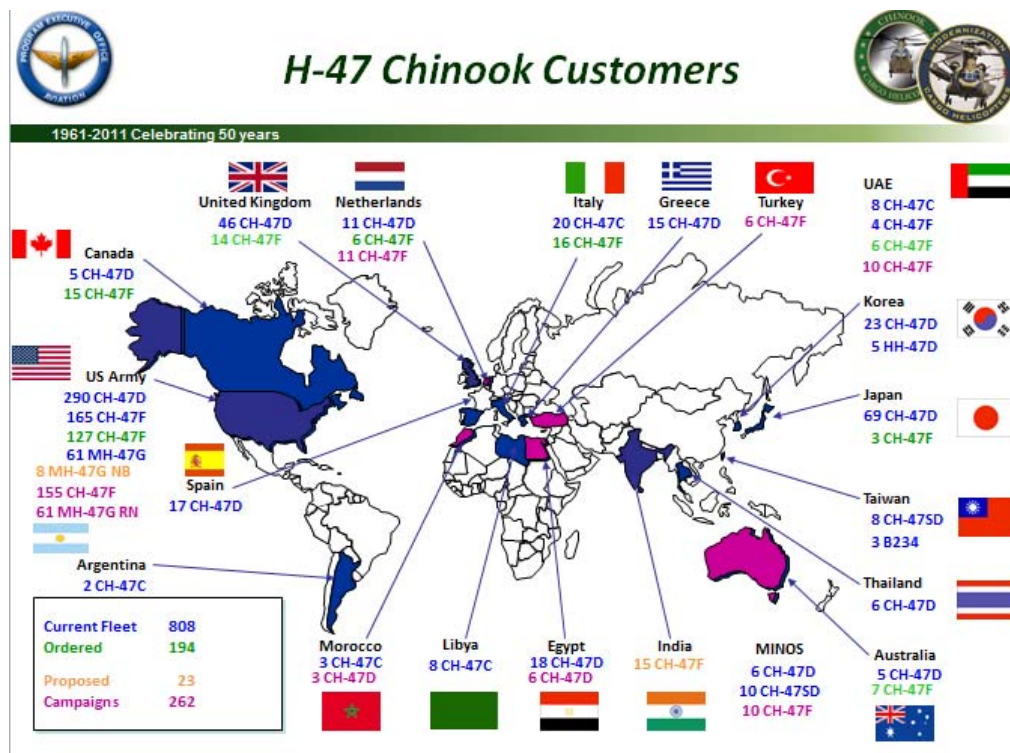 PROGRAM EXECUTIVE OFFICE
AVIATION
H-47 Chinook Customers
CHINOOK
CARGO HELICOPTERS
MODERNIZATION
CARGO HELICOPTERS
1961-2011 Celebrating 50 years
United Kingdom
46 CH-47D
14 CH-47F
Netherlands
11 CH-47D
6 CH-47F
11 CH-47F
Italy
20 CH-47C
16 CH-47F
Greece
15 CH-47D
Turkey
6 CH-47F
UAE
8 CH-47C
4 CH-47F
6 CH-47F
10 CH-47F
Canada
5 CH-47D
15 CH-47F
Korea
23 CH-47D
5 HH-47D
US Army
290 CH-47D
165 CH-47F
127 CH-47F
61 MH-47G
8 MH-47G NB
155 CH-47F
61 MH-47G RN
Japan
69 CH-47D
3 CH-47F
Spain
17 CH-47D
Taiwan
8 CH-47SD
3 B234
Argentina
2 CH-47C
Thailand
6 CH-47D
Current Fleet 808
Ordered 194
Proposed 23
Campaigns 262
Morocco
3 CH-47C
3 CH-47D
Libya
8 CH-47C
Egypt
18 CH-47D
6 CH-47D
India
15 CH-47F
MINOS
6 CH-47D
10 CH-47SD
10 CH-47F
Australia
5 CH-47D
7 CH-47F